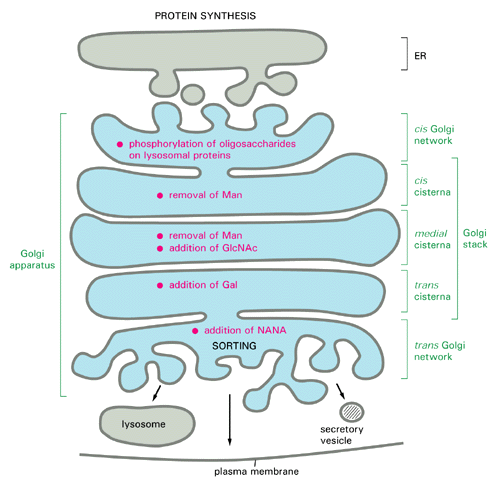 PROTEIN SYNTHESIS
ER
phosphorylation of oligosaccharides
on lysosomal proteins
cis Golgi
network
removal of Man
cis
cisterna
Golgi
apparatus
removal of Man
addition of GlcNAc
medial
cisterna
Golgi
stack
addition of Gal
trans
cisterna
addition of NANA
SORTING
trans Golgi
network
lysosome
secretory
vesicle
plasma membrane